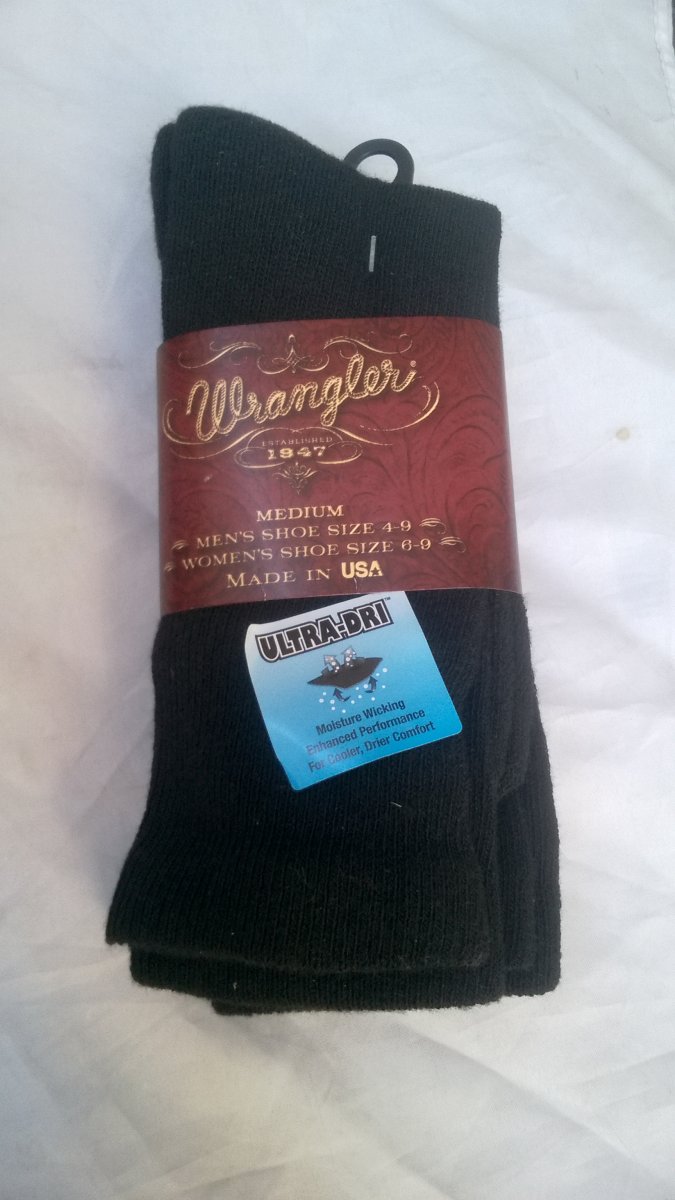 Wrangler
ESTABLISHED
1947
MEDIUM
MEN'S SHOE SIZE 4-9
WOMEN'S SHOE SIZE 6-9
MADE IN USA
ULTRA-DRI™
Moisture Wicking
Enhanced Performance
For Cooler, Drier Comfort